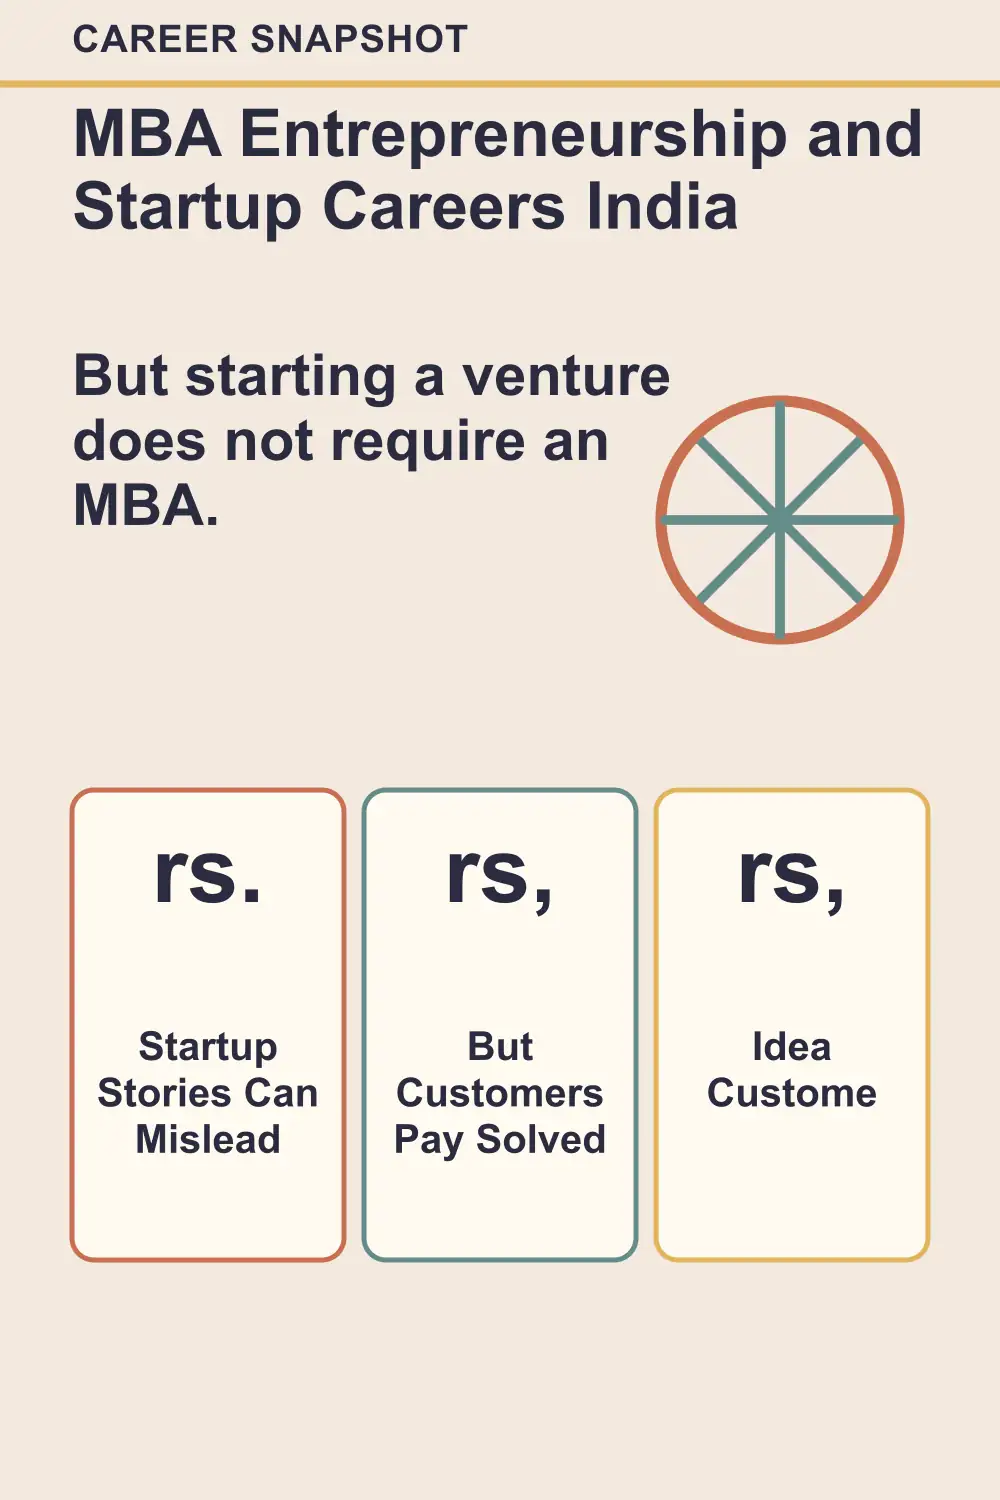 CAREER SNAPSHOT
MBA Entrepreneurship and
Startup Careers India
But starting a venture
does not require an
MBA.
rs.
Startup
Stories Can
Mislead
rs,
But
Customers
Pay Solved
rs,
Idea
Custome